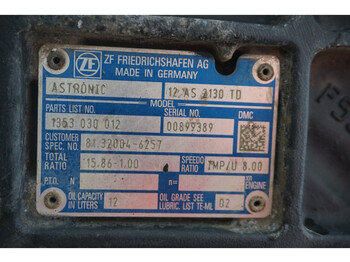 ZF FRIEDRICHSHAFEN AG
MADE IN GERMANY
ASTRONIC 12 AS 2130 TD
MODEL
PARTS LIST NO. SERIAL NO. DMC
1353 030 012 00899389
CUSTOMER
SPEC. NO. 81.32004-6257
TOTAL
RATIO 15.86-1.00 SPEEDO
RATIO IMP/U 8.00
P.T.O. N ENGINE
OIL CAPACITY
IN LITERS 12 OIL GRADE SEE
LUBRIC. LIST TE-ML 02